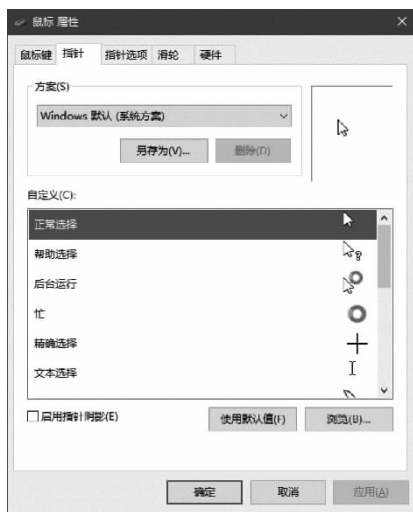 鼠标 属性
鼠标键 指针 指针选项 滑轮 硬件
方案(S)
Windows 默认 (系统方案)
另存为(V)... 删除(D)
自定义(C):
正常选择
帮助选择
后台运行
忙
精确选择
文本选择
启用指针阴影(E) 使用默认值(F) 浏览(B)...
确定 取消 应用(A)